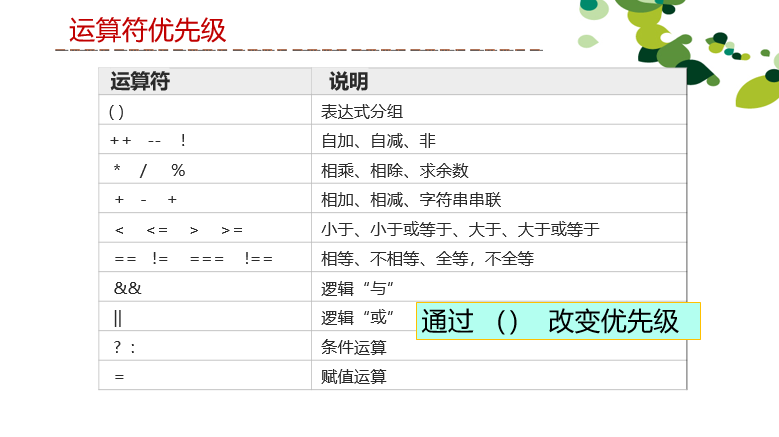 运算符优先级
运算符 说明
( ) 表达式分组
++ -- ! 自加、自减、非
* / % 相乘、相除、求余数
+ - + 相加、相减、字符串串联
< <= > >= 小于、小于或等于、大于、大于或等于
== != === !== 相等、不相等、全等，不全等
&& 逻辑“与”
|| 逻辑“或”
通过 （ ） 改变优先级
? : 条件运算
= 赋值运算